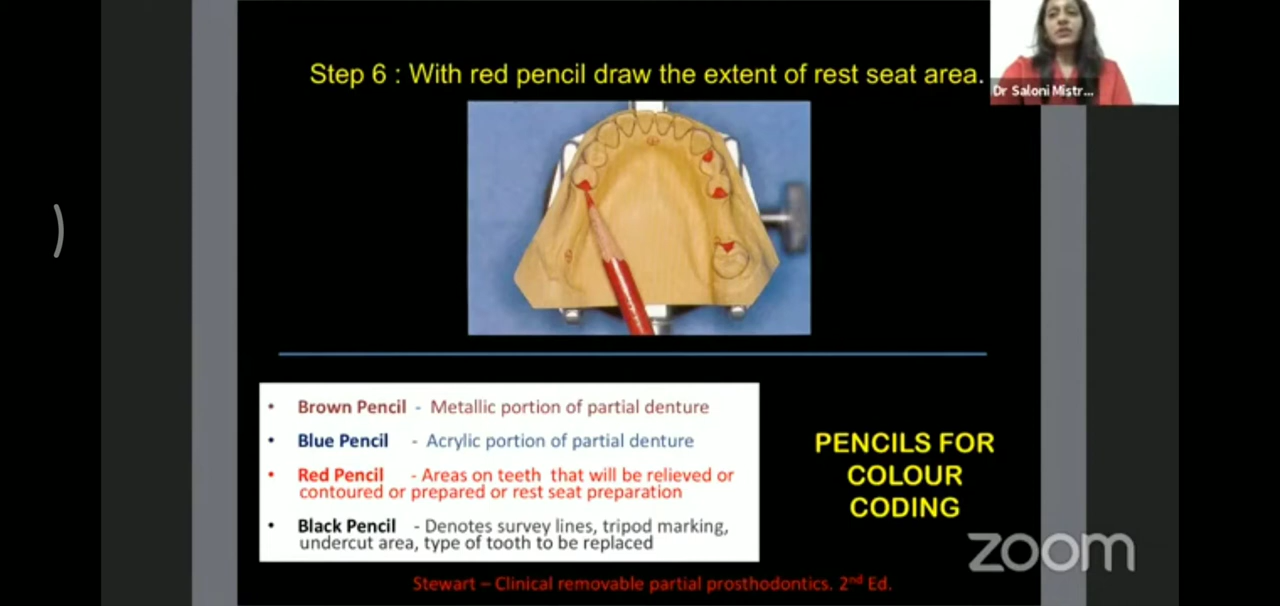 Step 6 : With red pencil draw the extent of rest seat area.
Dr Saloni Mistr...
• Brown Pencil - Metallic portion of partial denture
• Blue Pencil - Acrylic portion of partial denture
• Red Pencil - Areas on teeth that will be relieved or
contoured or prepared or rest seat preparation
• Black Pencil - Denotes survey lines, tripod marking,
undercut area, type of tooth to be replaced
PENCILS FOR
COLOUR
CODING
zoom
Stewart – Clinical removable partial prosthodontics. 2nd Ed.